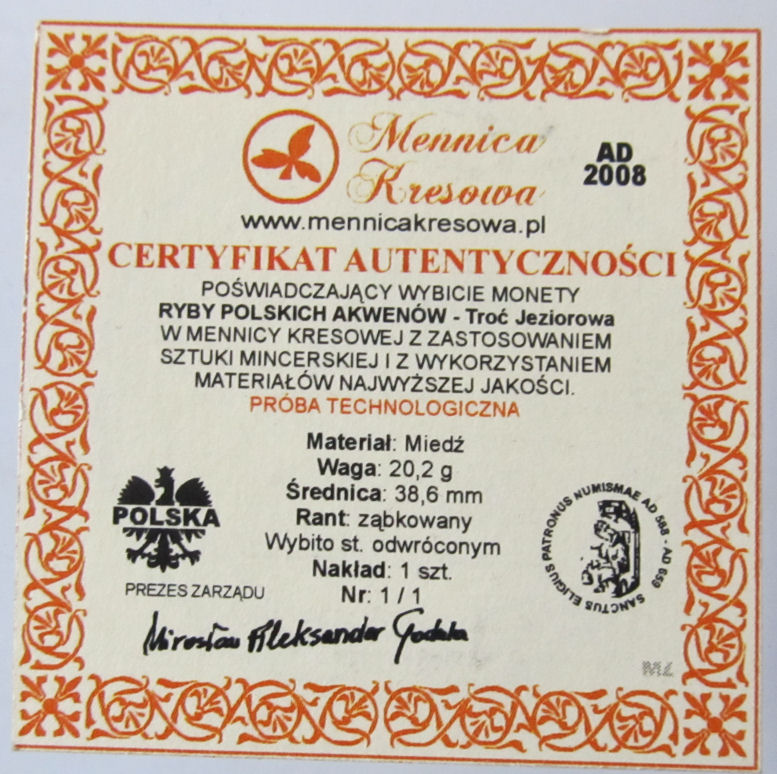 Mennica
Kresowa
AD
2008
www.mennicakresowa.pl
CERTYFIKAT AUTENTYCZNOŚCI
POŚWIADCZAJĄCY WYBICIE MONETY
RYBY POLSKICH AKWENÓW - Troć Jeziorowa
W MENNICY KRESOWEJ Z ZASTOSOWANIEM
SZTUKI MINCERSKIEJ I Z WYKORZYSTANIEM
MATERIAŁÓW NAJWYŻSZEJ JAKOŚCI.
PRÓBA TECHNOLOGICZNA
Materiał: Miedź
Waga: 20,2 g
Średnica: 38,6 mm
Rant: ząbkowany
Wybito st. odwróconym
Nakład: 1 szt.
Nr: 1 / 1
POLSKA
PREZES ZARZĄDU
Mirosław Aleksander
SANCTUS ELIGIUS PATRONUS NUMISMAE AD 588 - AD 659